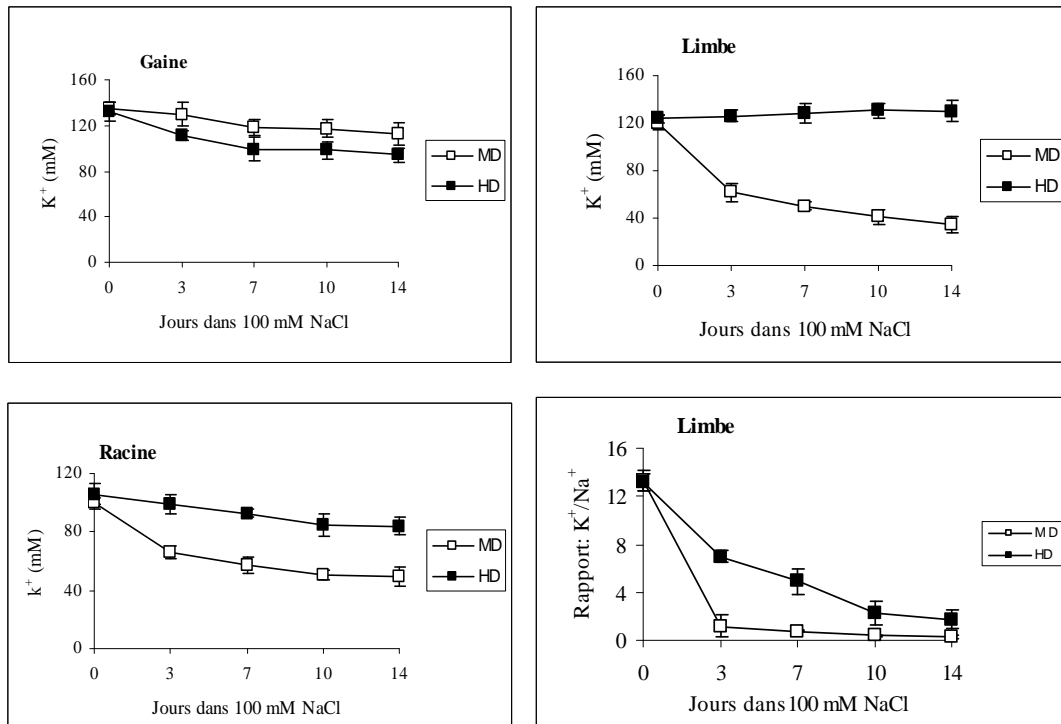 Gaine
160
120
80
40
0
K⁺ (mM)
0 3 7 10 14
Jours dans 100 mM NaCl
MD
HD
Limbe
160
120
80
40
0
K⁺ (mM)
0 3 7 10 14
Jours dans 100 mM NaCl
MD
HD
Racine
120
80
40
0
k⁺ (mM)
0 3 7 10 14
Jours dans 100 mM NaCl
MD
HD
Limbe
16
12
8
4
0
Rapport: K⁺/Na⁺
0 3 7 10 14
Jours dans 100 mM NaCl
MD
HD